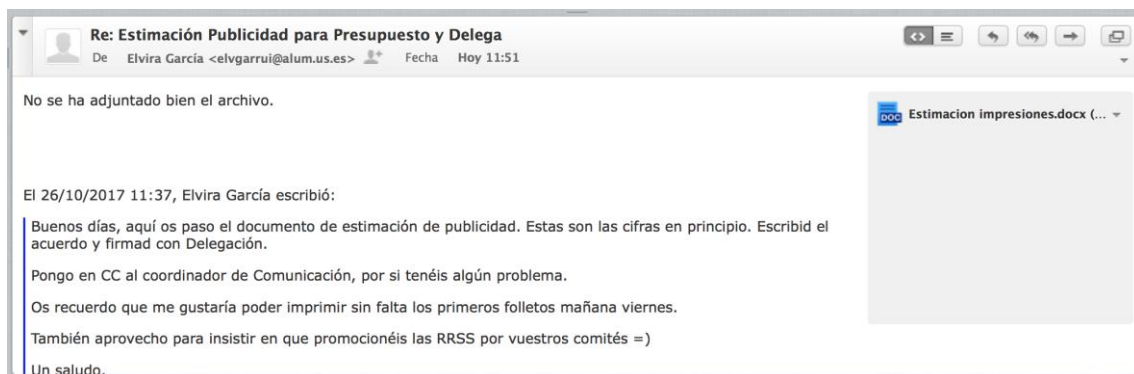 Re: Estimación Publicidad para Presupuesto y Delega
De Elvira García <elvgarrui@alum.us.es> Fecha Hoy 11:51
No se ha adjuntado bien el archivo.
DOC Estimacion impresiones.docx (...
El 26/10/2017 11:37, Elvira García escribió:
Buenos días, aquí os paso el documento de estimación de publicidad. Estas son las cifras en principio. Escribid el
acuerdo y firmad con Delegación.
Pongo en CC al coordinador de Comunicación, por si tenéis algún problema.
Os recuerdo que me gustaría poder imprimir sin falta los primeros folletos mañana viernes.
También aprovecho para insistir en que promocionéis las RRSS por vuestros comités =)
Un saludo.